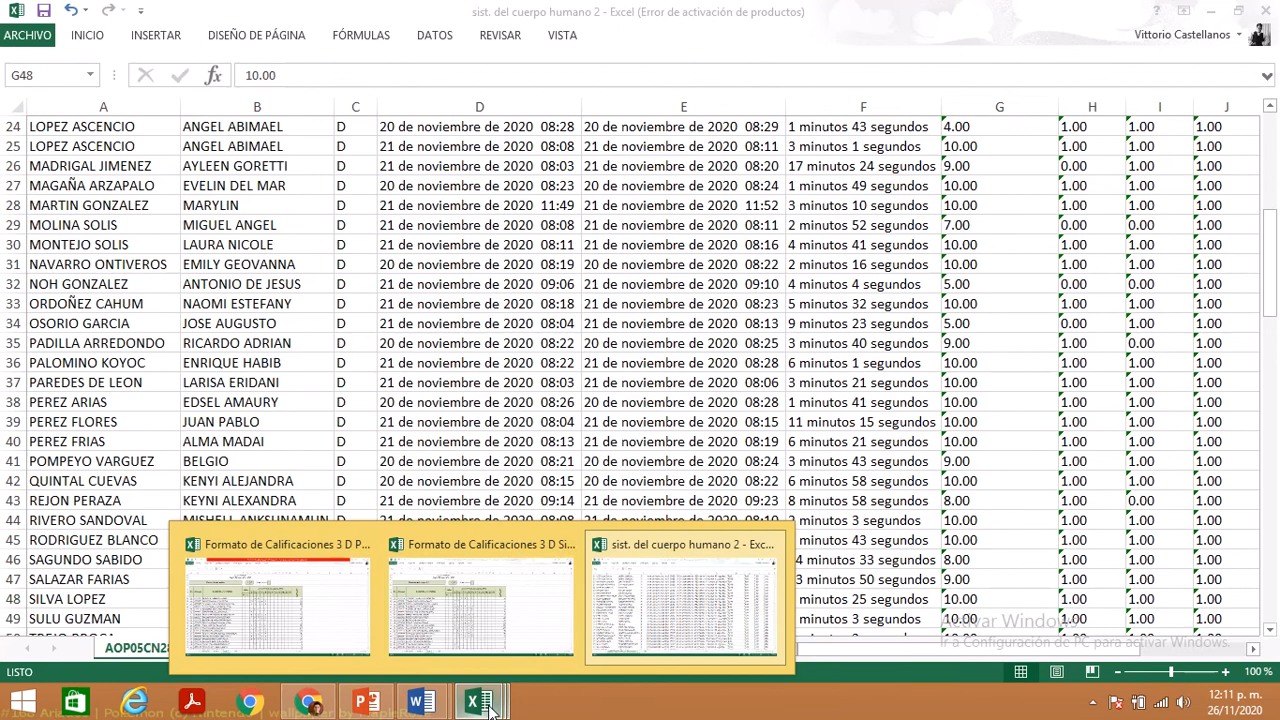 sist. del cuerpo humano 2 - Excel (Error de activación de productos)
ARCHIVO INICIO INSERTAR DISEÑO DE PÁGINA FÓRMULAS DATOS REVISAR VISTA Vittorio Castellanos
G48 fx 10.00
A B C D E F G H I J
24 LOPEZ ASCENCIO ANGEL ABIMAEL D 20 de noviembre de 2020 08:28 20 de noviembre de 2020 08:29 1 minutos 43 segundos 4.00 1.00 1.00 1.00
25 LOPEZ ASCENCIO ANGEL ABIMAEL D 21 de noviembre de 2020 08:08 21 de noviembre de 2020 08:11 3 minutos 1 segundos 10.00 1.00 1.00 1.00
26 MADRIGAL JIMENEZ AYLEEN GORETTI D 21 de noviembre de 2020 08:03 21 de noviembre de 2020 08:20 17 minutos 24 segundos 9.00 0.00 1.00 1.00
27 MAGAÑA ARZAPALO EVELIN DEL MAR D 20 de noviembre de 2020 08:23 20 de noviembre de 2020 08:24 1 minutos 49 segundos 10.00 1.00 1.00 1.00
28 MARTIN GONZALEZ MARYLIN D 21 de noviembre de 2020 11:49 21 de noviembre de 2020 11:52 3 minutos 10 segundos 10.00 1.00 1.00 1.00
29 MOLINA SOLIS MIGUEL ANGEL D 21 de noviembre de 2020 08:08 21 de noviembre de 2020 08:11 2 minutos 52 segundos 7.00 0.00 0.00 1.00
30 MONTEJO SOLIS LAURA NICOLE D 21 de noviembre de 2020 08:11 21 de noviembre de 2020 08:16 4 minutos 41 segundos 10.00 1.00 1.00 1.00
31 NAVARRO ONTIVEROS EMILY GEOVANNA D 20 de noviembre de 2020 08:19 20 de noviembre de 2020 08:22 2 minutos 16 segundos 10.00 1.00 1.00 1.00
32 NOH GONZALEZ ANTONIO DE JESUS D 21 de noviembre de 2020 09:06 21 de noviembre de 2020 09:10 4 minutos 4 segundos 5.00 0.00 0.00 1.00
33 ORDOÑEZ CAHUM NAOMI ESTEFANY D 21 de noviembre de 2020 08:18 21 de noviembre de 2020 08:23 5 minutos 32 segundos 10.00 1.00 1.00 1.00
34 OSORIO GARCIA JOSE AUGUSTO D 21 de noviembre de 2020 08:04 21 de noviembre de 2020 08:13 9 minutos 23 segundos 5.00 0.00 1.00 1.00
35 PADILLA ARREDONDO RICARDO ADRIAN D 20 de noviembre de 2020 08:22 20 de noviembre de 2020 08:25 3 minutos 40 segundos 9.00 1.00 0.00 1.00
36 PALOMINO KOYOC ENRIQUE HABIB D 21 de noviembre de 2020 08:22 21 de noviembre de 2020 08:28 6 minutos 1 segundos 10.00 1.00 1.00 1.00
37 PAREDES DE LEON LARISA ERIDANI D 21 de noviembre de 2020 08:03 21 de noviembre de 2020 08:06 3 minutos 21 segundos 10.00 1.00 1.00 1.00
38 PEREZ ARIAS EDSEL AMAURY D 20 de noviembre de 2020 08:26 20 de noviembre de 2020 08:28 1 minutos 41 segundos 10.00 1.00 1.00 1.00
39 PEREZ FLORES JUAN PABLO D 21 de noviembre de 2020 08:04 21 de noviembre de 2020 08:15 11 minutos 15 segundos 10.00 1.00 1.00 1.00
40 PEREZ FRIAS ALMA MADAI D 21 de noviembre de 2020 08:13 21 de noviembre de 2020 08:19 6 minutos 21 segundos 10.00 1.00 1.00 1.00
41 POMPEYO VARGUEZ BELGIO D 20 de noviembre de 2020 08:21 20 de noviembre de 2020 08:24 3 minutos 43 segundos 9.00 1.00 1.00 1.00
42 QUINTAL CUEVAS KENYI ALEJANDRA D 20 de noviembre de 2020 08:15 20 de noviembre de 2020 08:22 6 minutos 58 segundos 10.00 1.00 1.00 1.00
43 REJON PERAZA KEYNI ALEXANDRA D 21 de noviembre de 2020 09:14 21 de noviembre de 2020 09:23 8 minutos 58 segundos 8.00 1.00 0.00 1.00
44 RIVERO SANDOVAL MISHELL ANKSUNAMUN D minutos 3 segundos 10.00 1.00 1.00 1.00
45 RODRIGUEZ BLANCO minutos 43 segundos 10.00 1.00 1.00 1.00
46 SAGUNDO SABIDO 4 minutos 33 segundos 8.00 1.00 1.00 1.00
47 SALAZAR FARIAS 3 minutos 50 segundos 9.00 1.00 1.00 1.00
SILVA LOPEZ minutos 25 segundos 10.00 1.00 1.00 1.00
49 SULU GUZMAN minutos 3 segundos 10.00 1.00 1.00 1.00
Formato de Calificaciones 3 D P... Formato de Calificaciones 3 D Si... sist. del cuerpo humano 2 - Exc...
Activar Windows
Ir a Configuración de PC para activar Windows.
AOP05CN28
LISTO 100 %
12:11 p. m.
26/11/2020